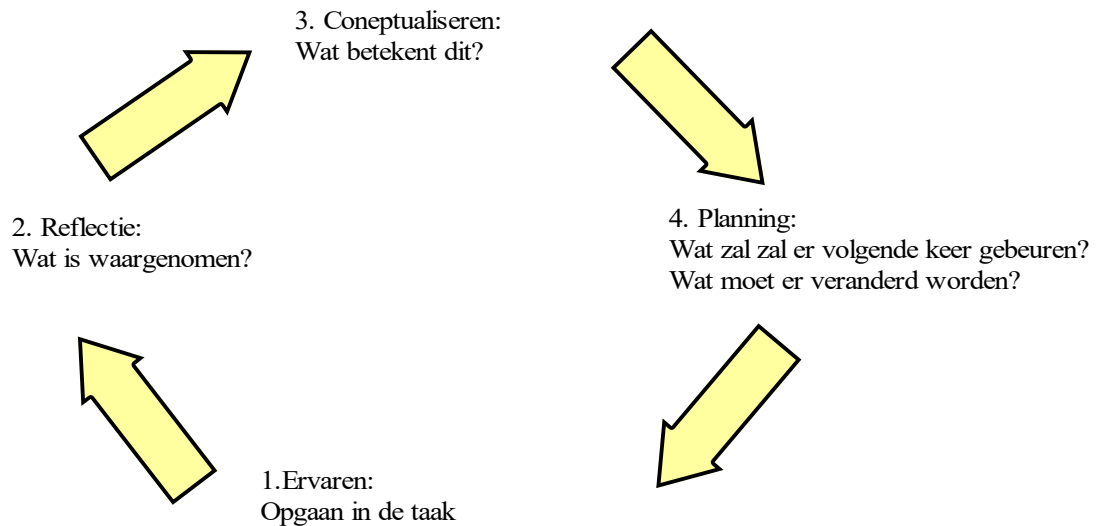 3. Coneptualiseren:
Wat betekent dit?
2. Reflectie:
Wat is waargenomen?
4. Planning:
Wat zal zal er volgende keer gebeuren?
Wat moet er veranderd worden?
1.Ervaren:
Opgaan in de taak